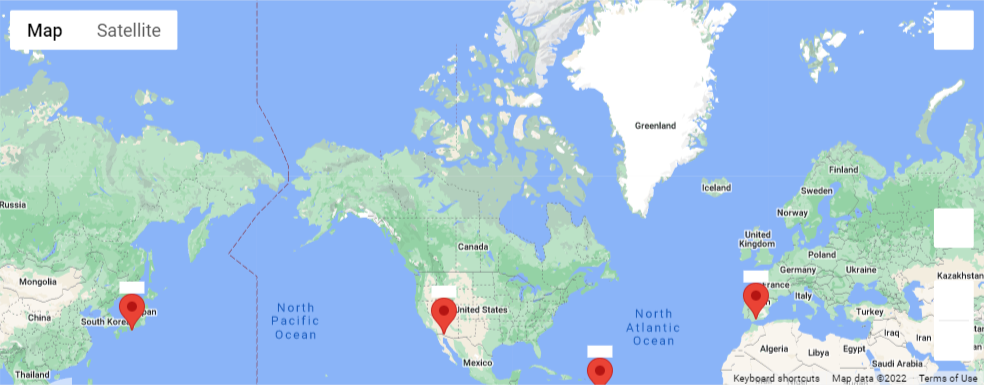 Map
Satellite
Greenland
Finland
Iceland
Sweden
Russia
Norway
United
Kingdom
Canada
Poland
Germany
Ukraine
Kazakhstan
Mongolia
Italy
North
Pacific
Ocean
United States
North
Atlantic
Ocean
Turkey
China
South Korea
Iraq
Iran
Algeria
Libya
Egypt
Mexico
Saudi Arabia
Thailand
Keyboard shortcuts
Map data ©2022
Terms of Use